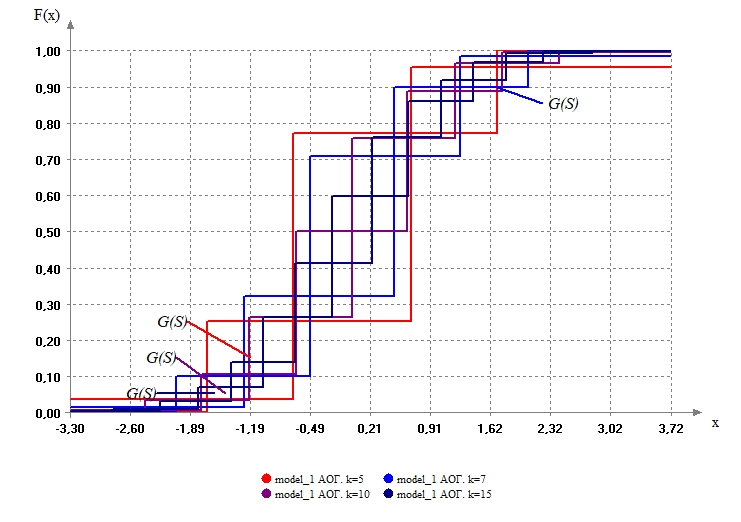 F(x)
1,00
0,90
G(S)
0,80
0,70
0,60
0,50
0,40
0,30
G(S)
0,20
G(S)
0,10
G(S)
0,00
-3,30 -2,60 -1,89 -1,19 -0,49 0,21 0,91 1,62 2,32 3,02 3,72
x
model_1 АОГ. k=5 model_1 АОГ. k=7
model_1 АОГ. k=10 model_1 АОГ. k=15